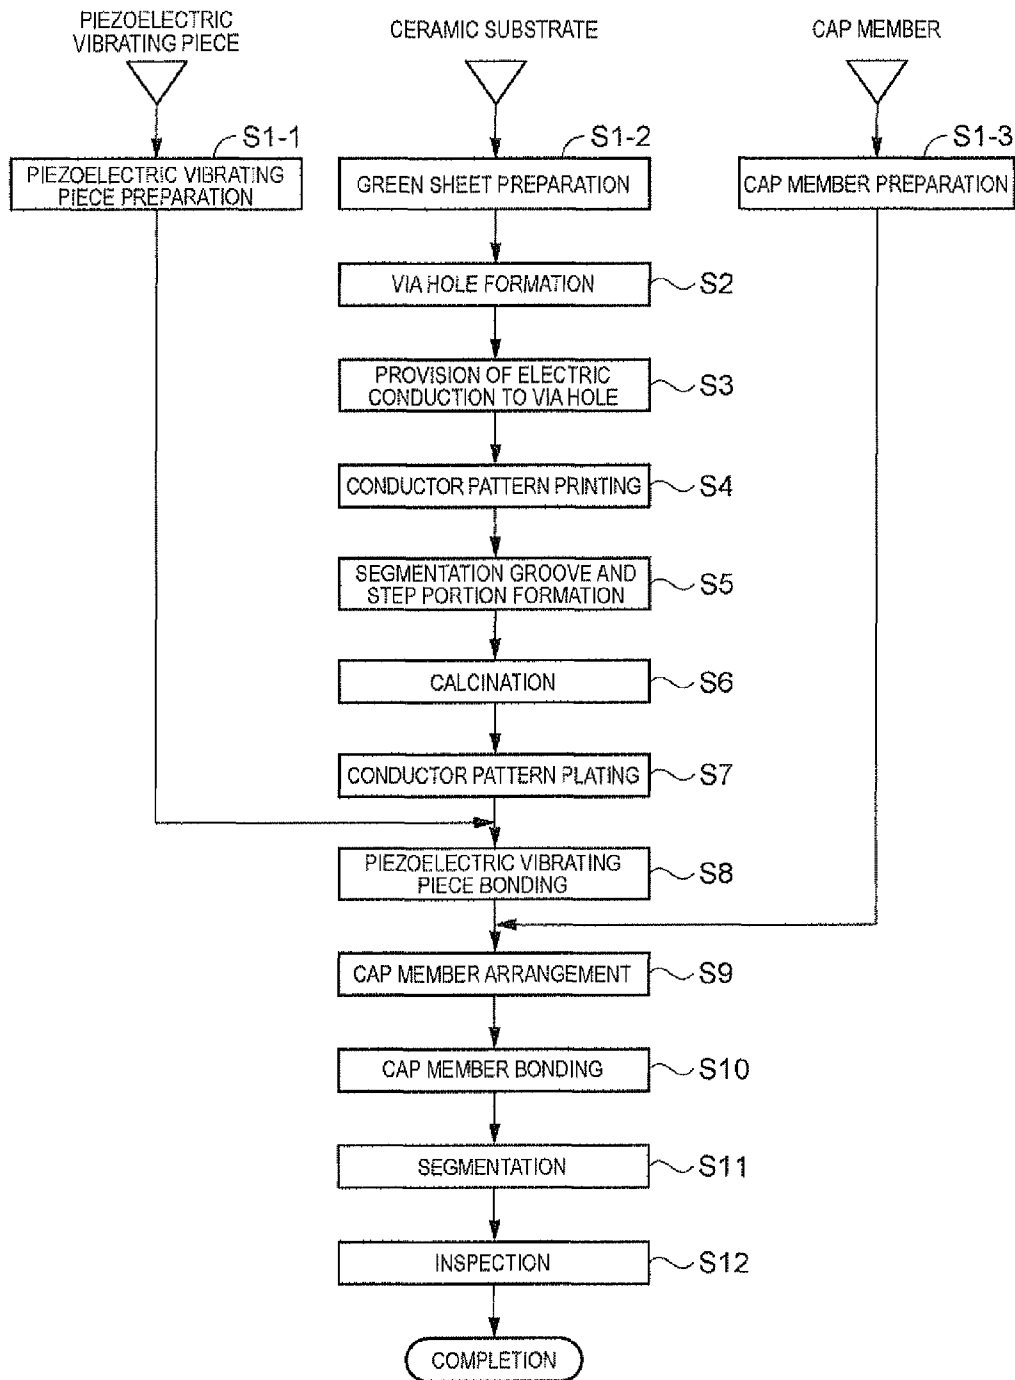 PIEZOELECTRIC
VIBRATING PIECE
CERAMIC SUBSTRATE
CAP MEMBER
S1-1
S1-2
S1-3
PIEZOELECTRIC VIBRATING
PIECE PREPARATION
GREEN SHEET PREPARATION
CAP MEMBER PREPARATION
VIA HOLE FORMATION
S2
PROVISION OF ELECTRIC
CONDUCTION TO VIA HOLE
S3
CONDUCTOR PATTERN PRINTING
S4
SEGMENTATION GROOVE AND
STEP PORTION FORMATION
S5
CALCINATION
S6
CONDUCTOR PATTERN PLATING
S7
PIEZOELECTRIC VIBRATING
PIECE BONDING
S8
CAP MEMBER ARRANGEMENT
S9
CAP MEMBER BONDING
S10
SEGMENTATION
S11
INSPECTION
S12
COMPLETION